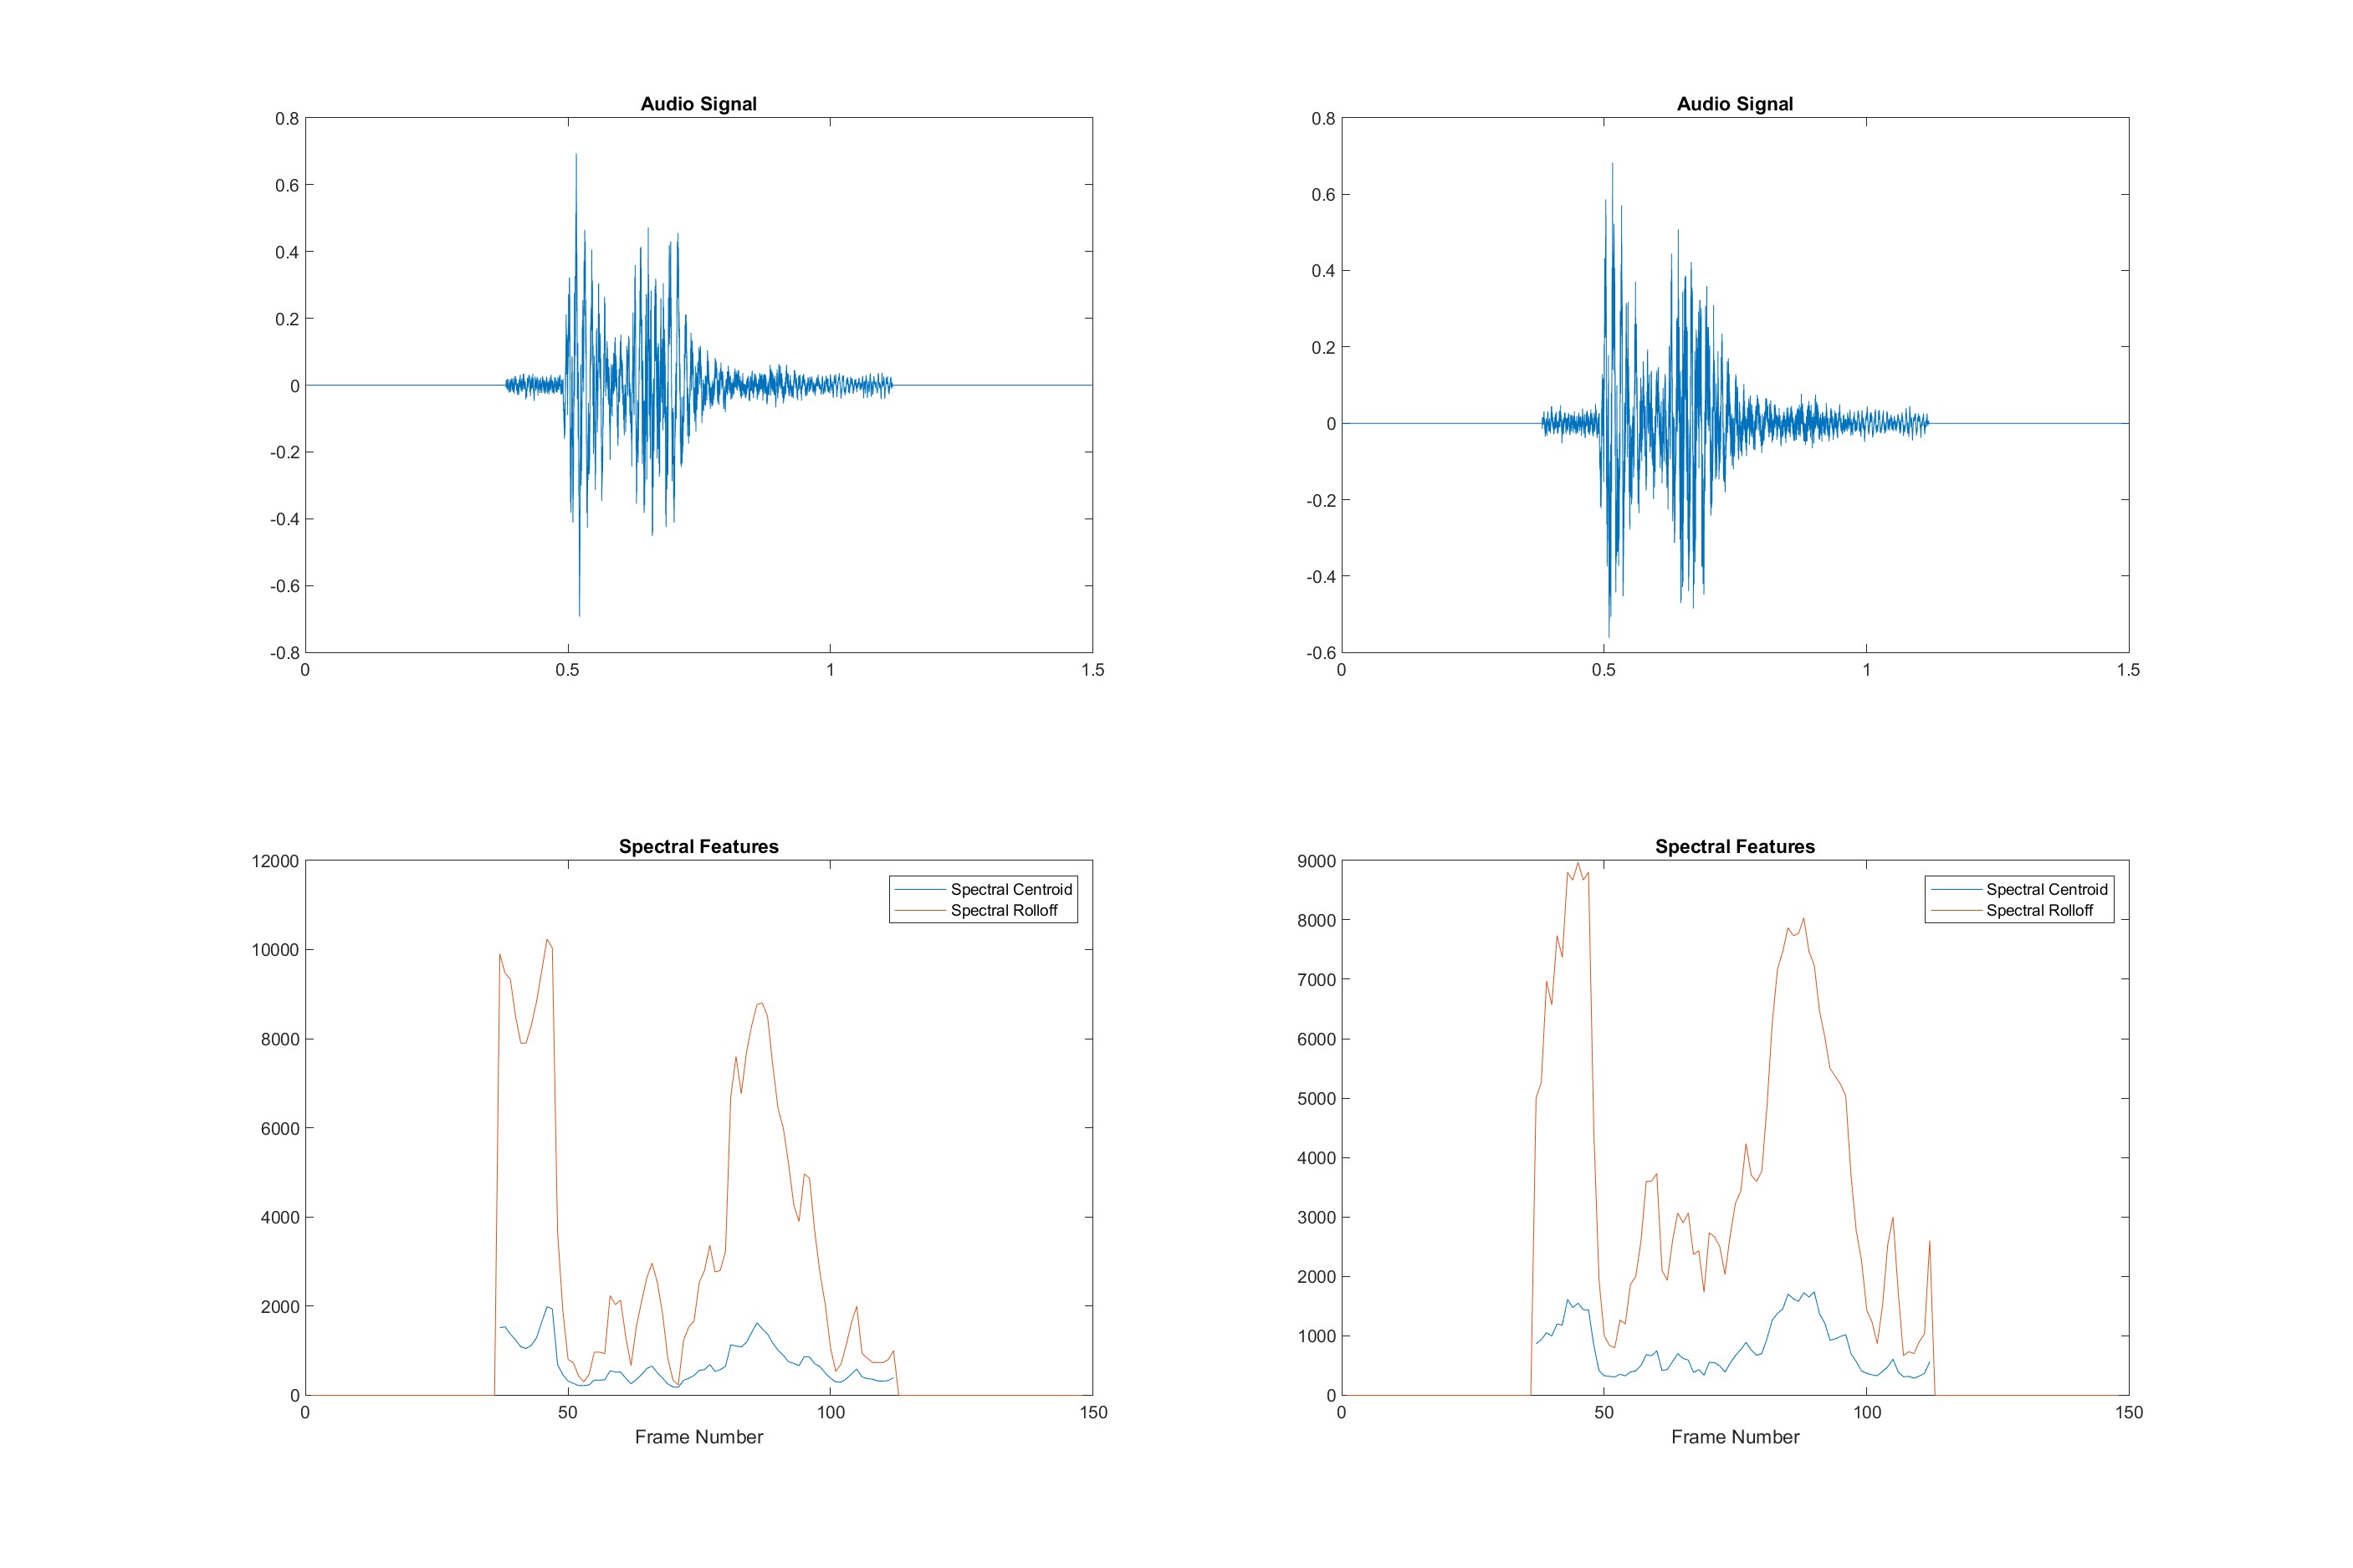 Audio Signal
0.8
0.6
0.4
0.2
0
-0.2
-0.4
-0.6
-0.8
0 0.5 1 1.5
Audio Signal
0.8
0.6
0.4
0.2
0
-0.2
-0.4
-0.6
0 0.5 1 1.5
Spectral Features
12000
10000
8000
6000
4000
2000
0
Spectral Centroid
Spectral Rolloff
0 50 100 150
Frame Number
Spectral Features
9000
8000
7000
6000
5000
4000
3000
2000
1000
0
Spectral Centroid
Spectral Rolloff
0 50 100 150
Frame Number